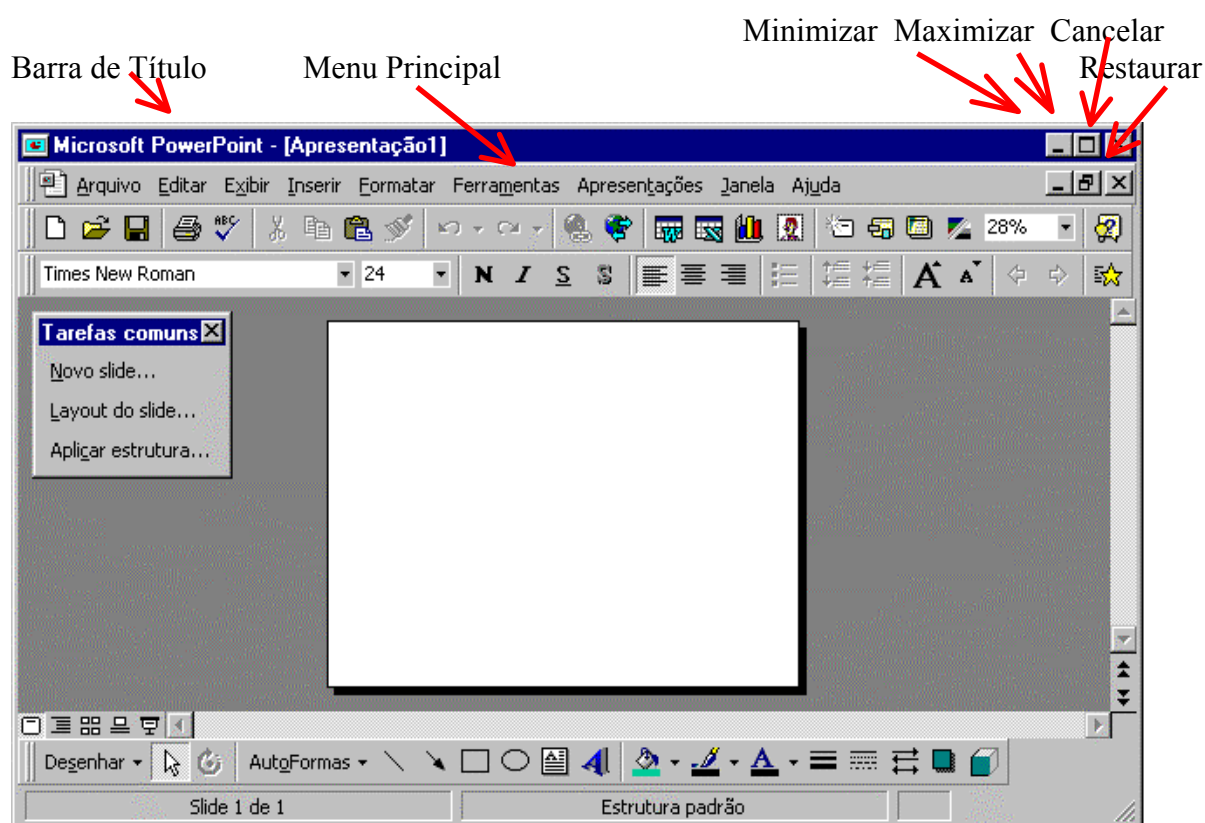 Minimizar Maximizar Cancelar
Barra de Título Menu Principal Restaurar
Microsoft PowerPoint - [Apresentação1]
Arquivo Editar Exibir Inserir Formatar Ferramentas Apresentações Janela Ajuda
ABC 28%
Times New Roman 24 N I S S A A
Tarefas comuns
Novo slide...
Layout do slide...
Aplicar estrutura...
Desenhar AutoFormas A A
Slide 1 de 1 Estrutura padrão